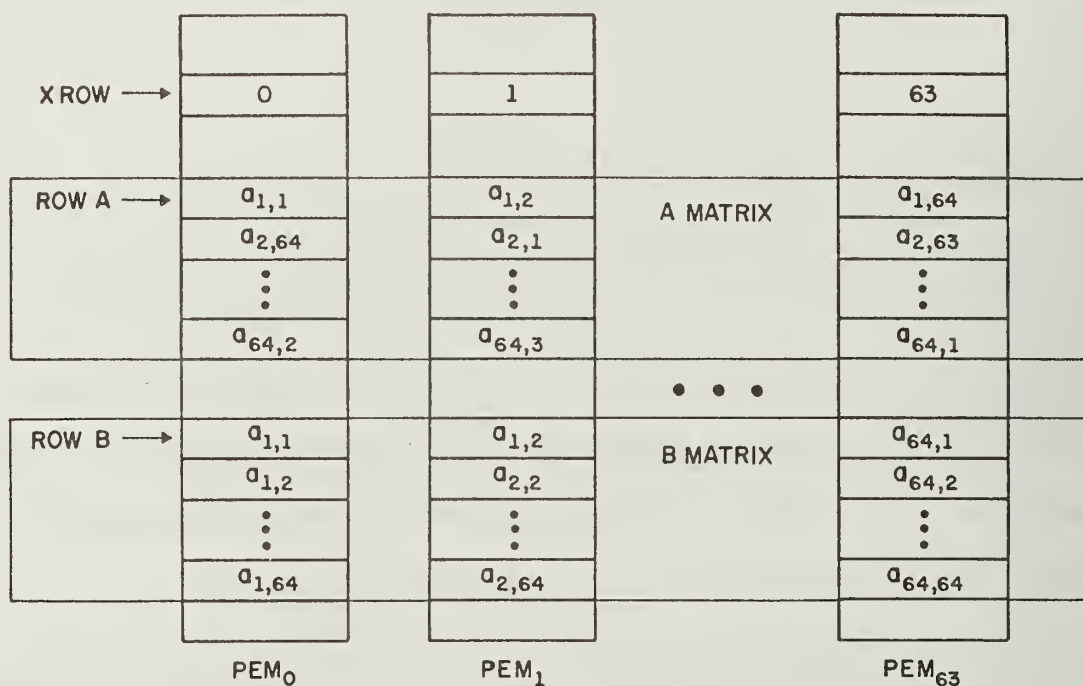 X ROW → 0 1 63
ROW A → a1,1 a1,2 A MATRIX a1,64
a2,64 a2,1 a2,63
a64,2 a64,3 a64,1
ROW B → a1,1 a1,2 B MATRIX a64,1
a1,2 a2,2 a64,2
a1,64 a2,64 a64,64
PEM0 PEM1 PEM63